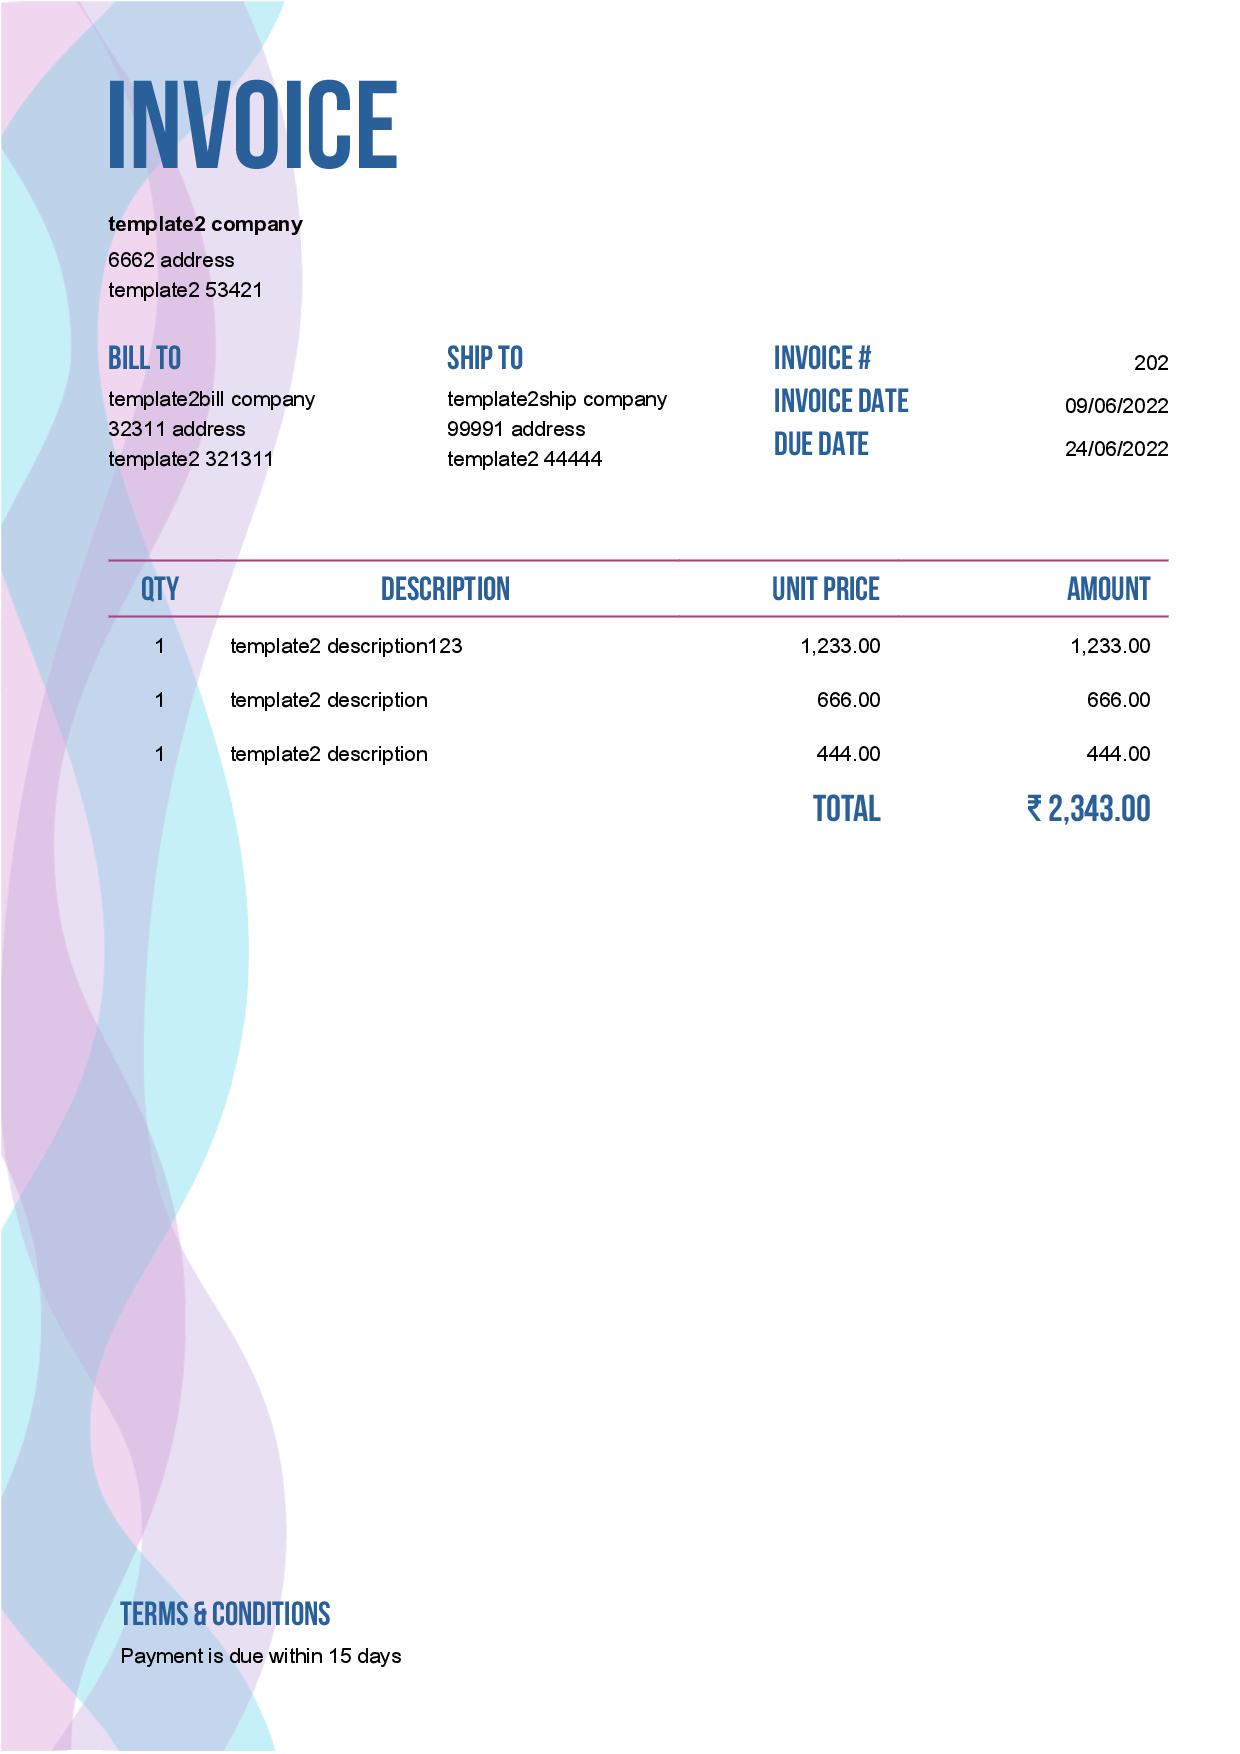 INVOICE
template2 company
6662 address
template2 53421
BILL TO
template2bill company
32311 address
template2 321311
SHIP TO
template2ship company
99991 address
template2 44444
INVOICE # 202
INVOICE DATE 09/06/2022
DUE DATE 24/06/2022
QTY DESCRIPTION UNIT PRICE AMOUNT
1 template2 description123 1,233.00 1,233.00
1 template2 description 666.00 666.00
1 template2 description 444.00 444.00
TOTAL ₹ 2,343.00
TERMS & CONDITIONS
Payment is due within 15 days